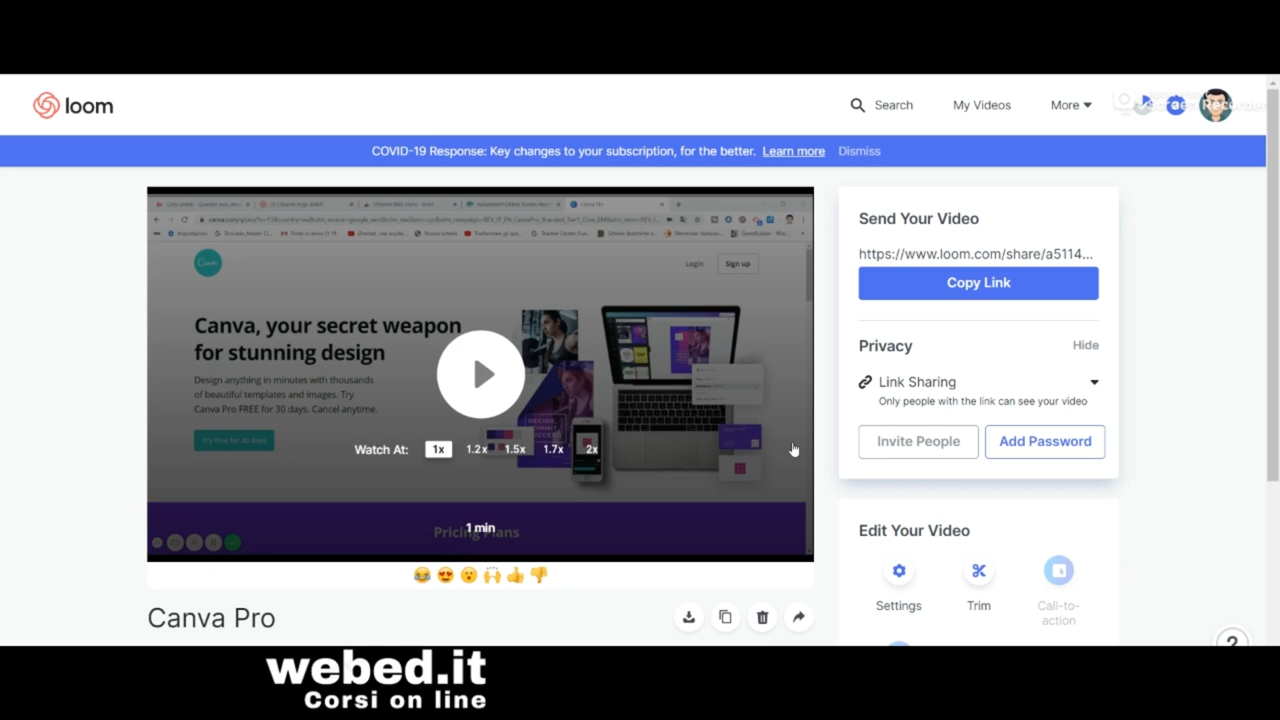 loom
Search
My Videos
More
COVID-19 Response: Key changes to your subscription, for the better. Learn more Dismiss
Login
Sign up
Canva, your secret weapon
for stunning design
Design anything in minutes with thousands
of beautiful templates and images. Try
Canva Pro FREE for 30 days. Cancel anytime.
Try free for 30 days
Watch At: 1x 1.2x 1.5x 1.7x 2x
1 min
Pricing Plans
Canva Pro
Send Your Video
https://www.loom.com/share/a5114...
Copy Link
Privacy
Hide
Link Sharing
Only people with the link can see your video
Invite People
Add Password
Edit Your Video
Settings
Trim
Call-to-
action
?
webed.it
Corsi on line